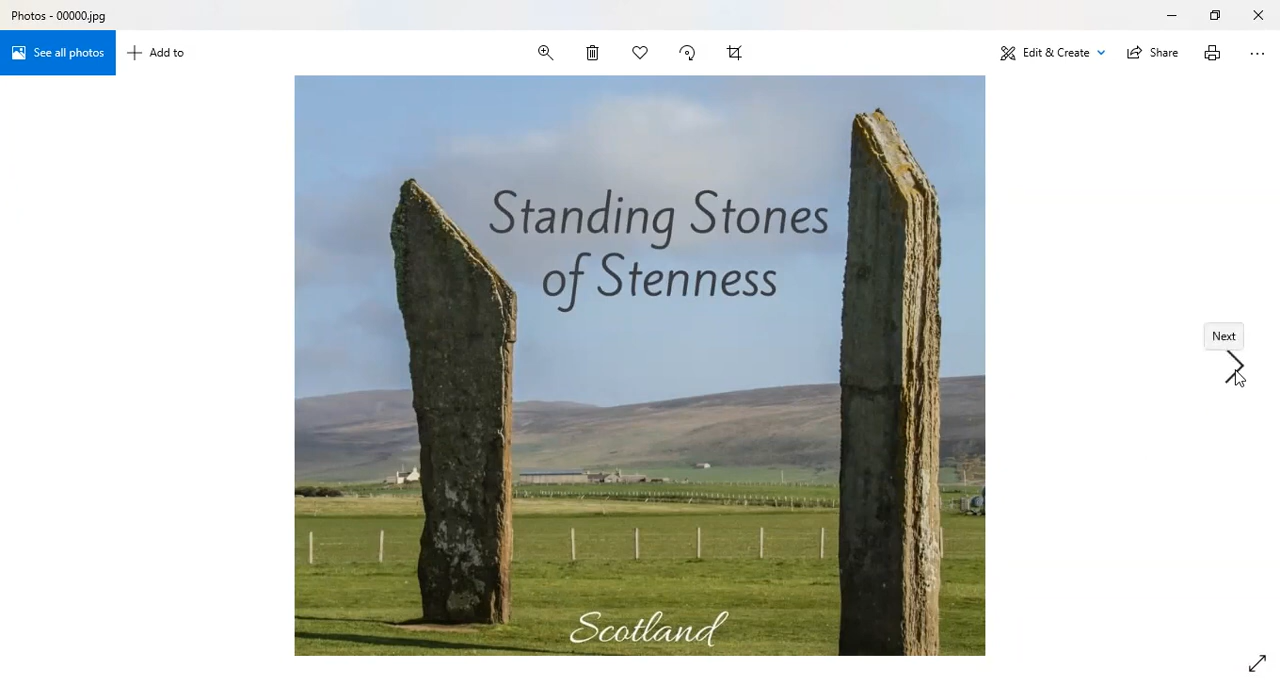 Photos - 00000.jpg
See all photos
Add to
Edit & Create
Share
Standing Stones
of Stenness
Next
Scotland